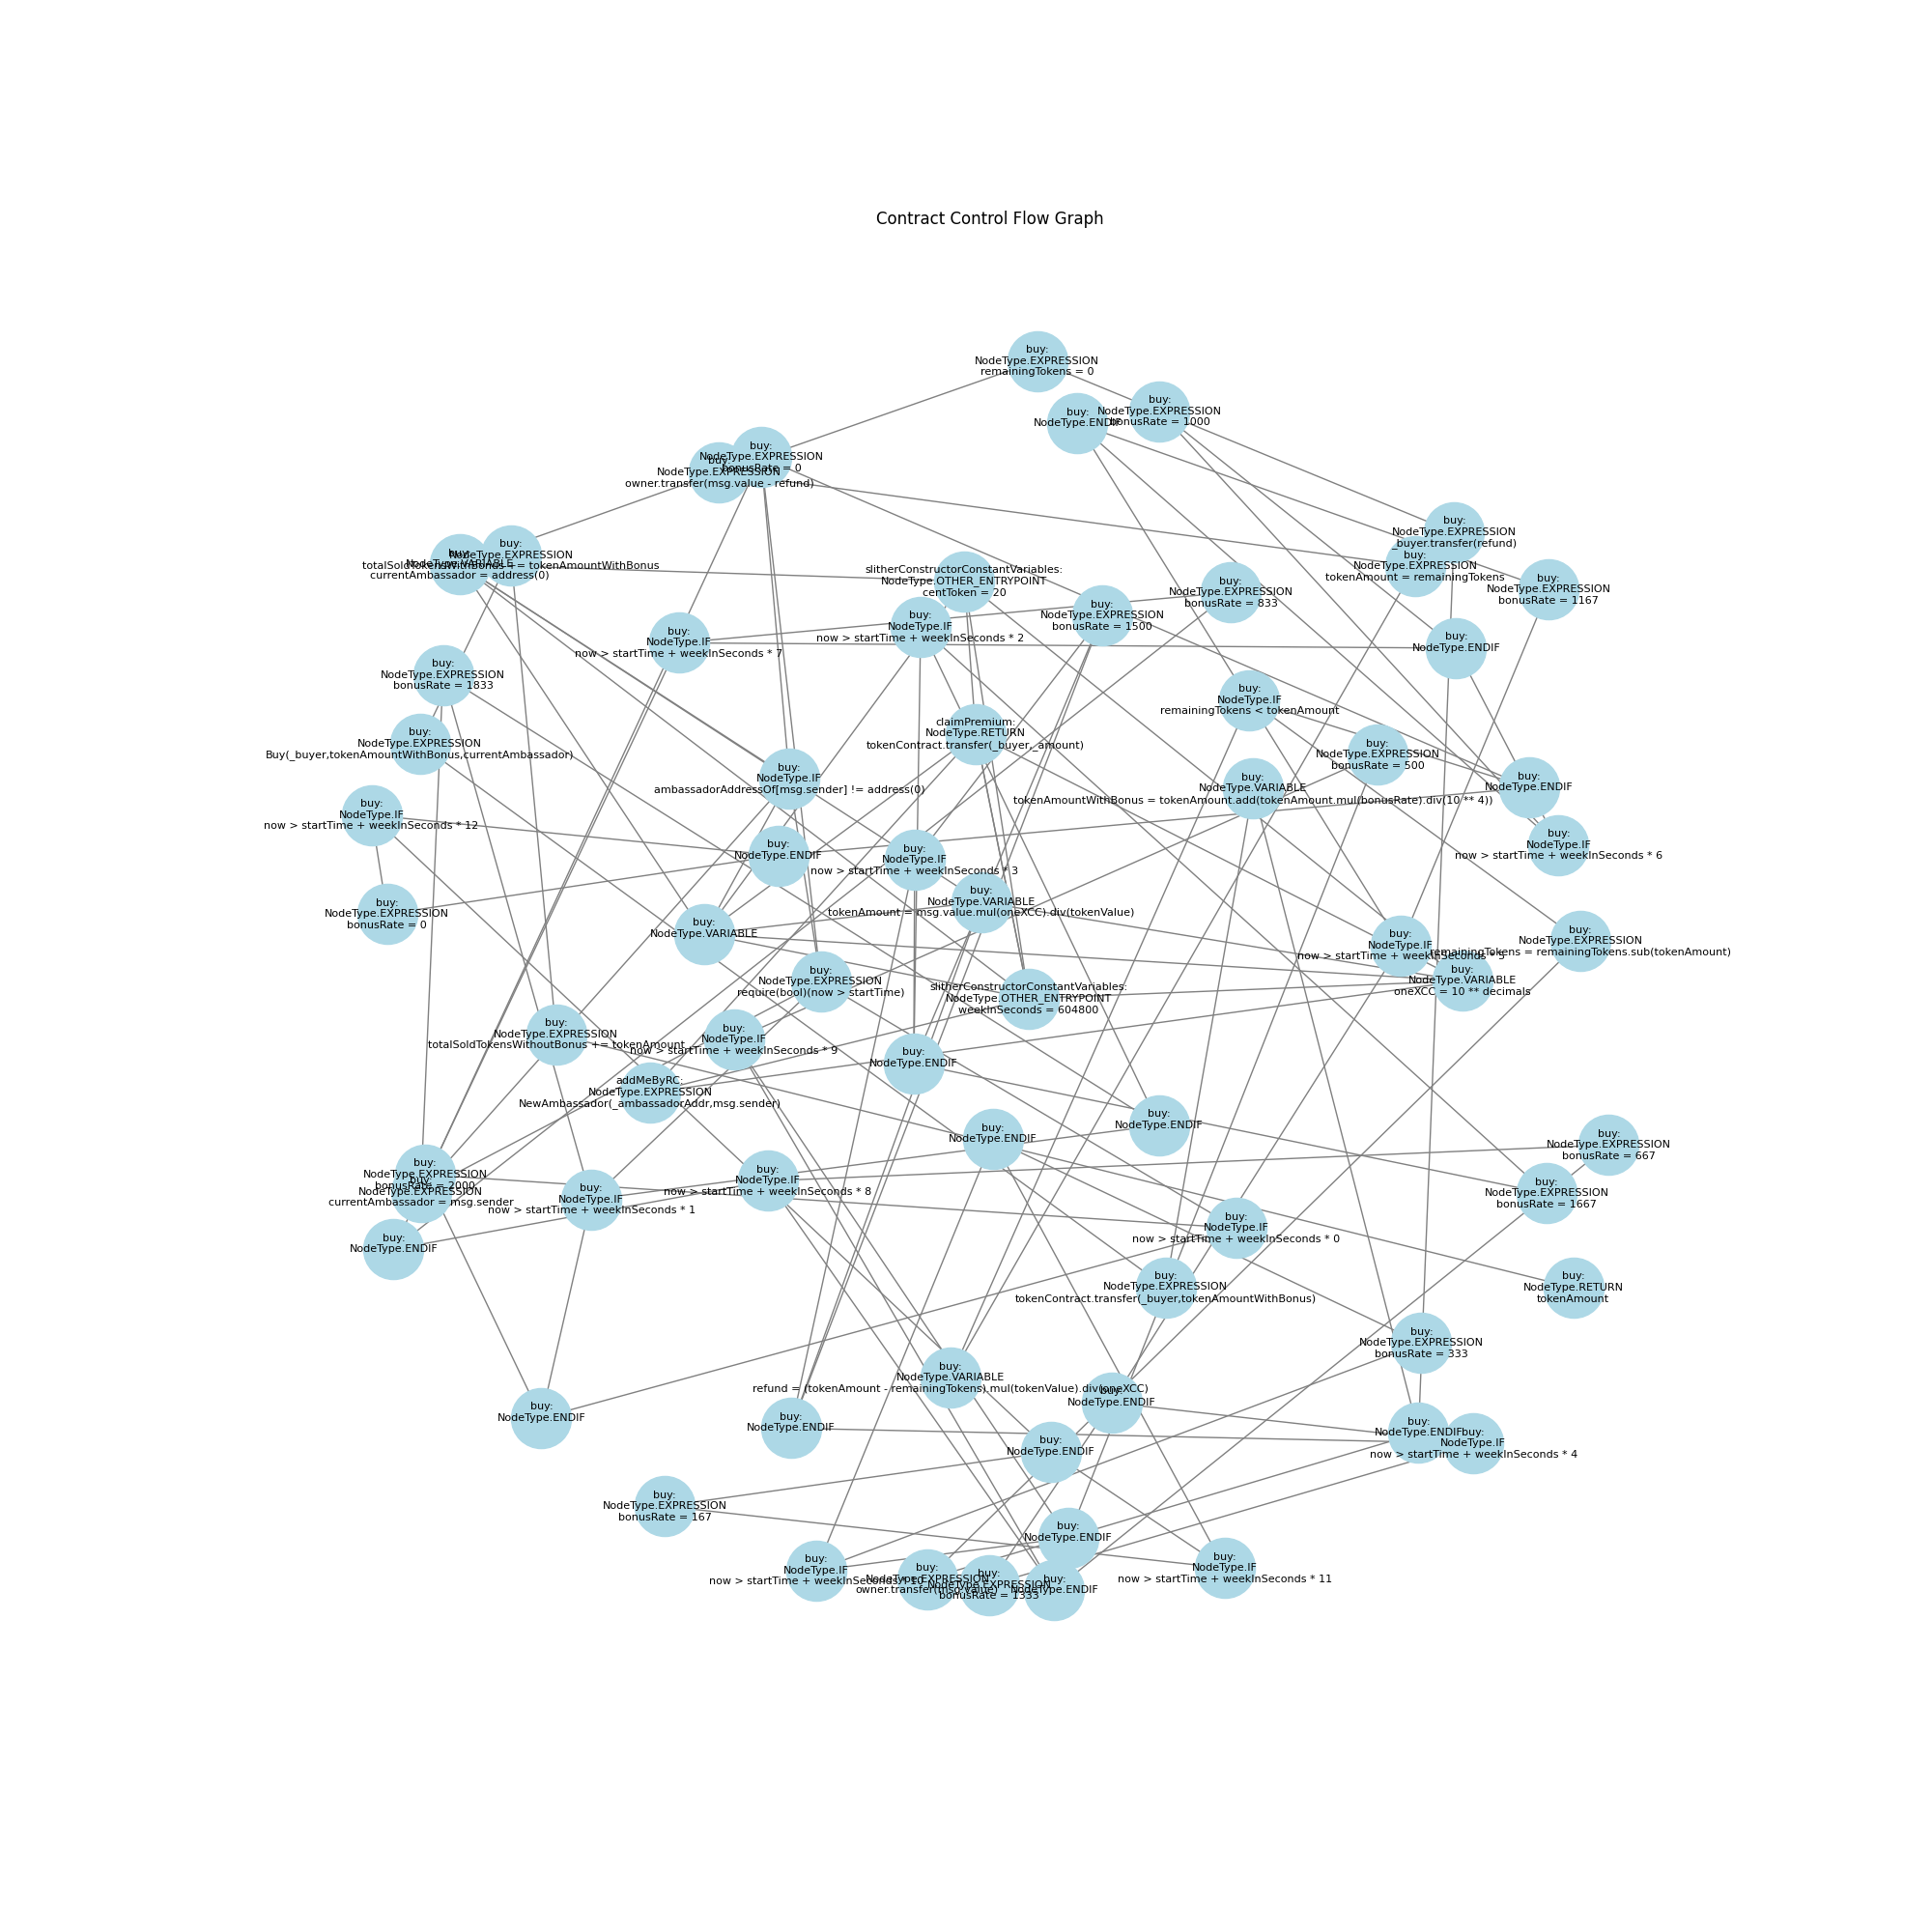 Contract Control Flow Graph
buy:
NodeType.EXPRESSION
remainingTokens = 0
buy:
NodeType.ENDIF
buy:
NodeType.EXPRESSION
bonusRate = 1000
buy:
NodeType.EXPRESSION
bonusRate = 0
buy:
NodeType.EXPRESSION
owner.transfer(msg.value - refund)
buy:
NodeType.EXPRESSION
_buyer.transfer(refund)
buy:
NodeType.EXPRESSION
totalSoldTokensWithBonus += tokenAmountWithBonus
buy:
NodeType.VARIABLE
currentAmbassador = address(0)
buy:
NodeType.EXPRESSION
tokenAmount = remainingTokens
slitherConstructorConstantVariables:
NodeType.OTHER_ENTRYPOINT
centToken = 20
buy:
NodeType.EXPRESSION
bonusRate = 833
buy:
NodeType.EXPRESSION
bonusRate = 1167
buy:
NodeType.EXPRESSION
bonusRate = 1500
buy:
NodeType.IF
now > startTime + weekInSeconds * 2
buy:
NodeType.IF
now > startTime + weekInSeconds * 7
buy:
NodeType.ENDIF
buy:
NodeType.EXPRESSION
bonusRate = 1833
buy:
NodeType.IF
remainingTokens < tokenAmount
claimPremium:
NodeType.RETURN
tokenContract.transfer(_buyer,_amount)
buy:
NodeType.EXPRESSION
Buy(_buyer,tokenAmountWithBonus,currentAmbassador)
buy:
NodeType.EXPRESSION
bonusRate = 500
buy:
NodeType.IF
ambassadorAddressOf[msg.sender] != address(0)
buy:
NodeType.VARIABLE
tokenAmountWithBonus = tokenAmount.add(tokenAmount.mul(bonusRate).div(10 ** 4))
buy:
NodeType.ENDIF
buy:
NodeType.IF
now > startTime + weekInSeconds * 12
buy:
NodeType.ENDIF
buy:
NodeType.IF
now > startTime + weekInSeconds * 3
buy:
NodeType.IF
now > startTime + weekInSeconds * 6
buy:
NodeType.EXPRESSION
bonusRate = 0
buy:
NodeType.VARIABLE
tokenAmount = msg.value.mul(oneXCC).div(tokenValue)
buy:
NodeType.VARIABLE
buy:
NodeType.IF
now > startTime + weekInSeconds * 5
buy:
NodeType.EXPRESSION
remainingTokens = remainingTokens.sub(tokenAmount)
buy:
NodeType.VARIABLE
oneXCC = 10 ** decimals
buy:
NodeType.EXPRESSION
require(bool)(now > startTime)
slitherConstructorConstantVariables:
NodeType.OTHER_ENTRYPOINT
weekInSeconds = 604800
buy:
NodeType.EXPRESSION
totalSoldTokensWithoutBonus += tokenAmount
buy:
NodeType.IF
now > startTime + weekInSeconds * 9
buy:
NodeType.ENDIF
addMeByRC:
NodeType.EXPRESSION
NewAmbassador(_ambassadorAddr,msg.sender)
buy:
NodeType.ENDIF
buy:
NodeType.ENDIF
buy:
NodeType.EXPRESSION
bonusRate = 667
buy:
NodeType.EXPRESSION
bonusRate = 2000
buy:
NodeType.EXPRESSION
currentAmbassador = msg.sender
buy:
NodeType.IF
now > startTime + weekInSeconds * 8
buy:
NodeType.IF
now > startTime + weekInSeconds * 1
buy:
NodeType.EXPRESSION
bonusRate = 1667
buy:
NodeType.ENDIF
buy:
NodeType.IF
now > startTime + weekInSeconds * 0
buy:
NodeType.EXPRESSION
tokenContract.transfer(_buyer,tokenAmountWithBonus)
buy:
NodeType.RETURN
tokenAmount
buy:
NodeType.EXPRESSION
bonusRate = 333
buy:
NodeType.VARIABLE
refund = (tokenAmount - remainingTokens).mul(tokenValue).div(oneXCC)
buy:
NodeType.ENDIF
buy:
NodeType.ENDIF
buy:
NodeType.ENDIF
buy:
NodeType.ENDIF
buy:
NodeType.IF
now > startTime + weekInSeconds * 4
buy:
NodeType.ENDIF
buy:
NodeType.EXPRESSION
bonusRate = 167
buy:
NodeType.ENDIF
buy:
NodeType.IF
now > startTime + weekInSeconds * 10
buy:
NodeType.EXPRESSION
owner.transfer(msg.value)
buy:
NodeType.EXPRESSION
bonusRate = 1333
buy:
NodeType.ENDIF
buy:
NodeType.IF
now > startTime + weekInSeconds * 11